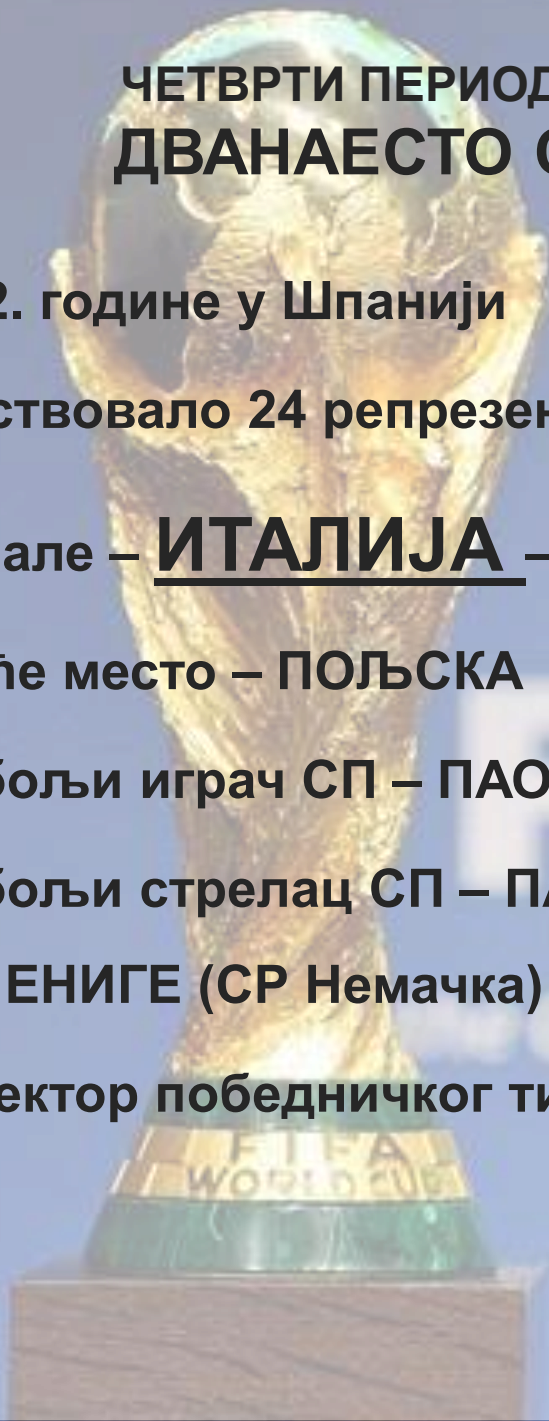 ЧЕТВРТИ ПЕРИОД
ДВАНАЕСТО
2. године у Шпанији
ствовало 24 репрезен
але – ИТАЛИЈА –
ће место – ПОЉСКА
бољи играч СП – ПАО
бољи стрелац СП – ПА
ЕНИГЕ (СР Немачка)
ектор победничког ти
FIFA
WORLD CUP